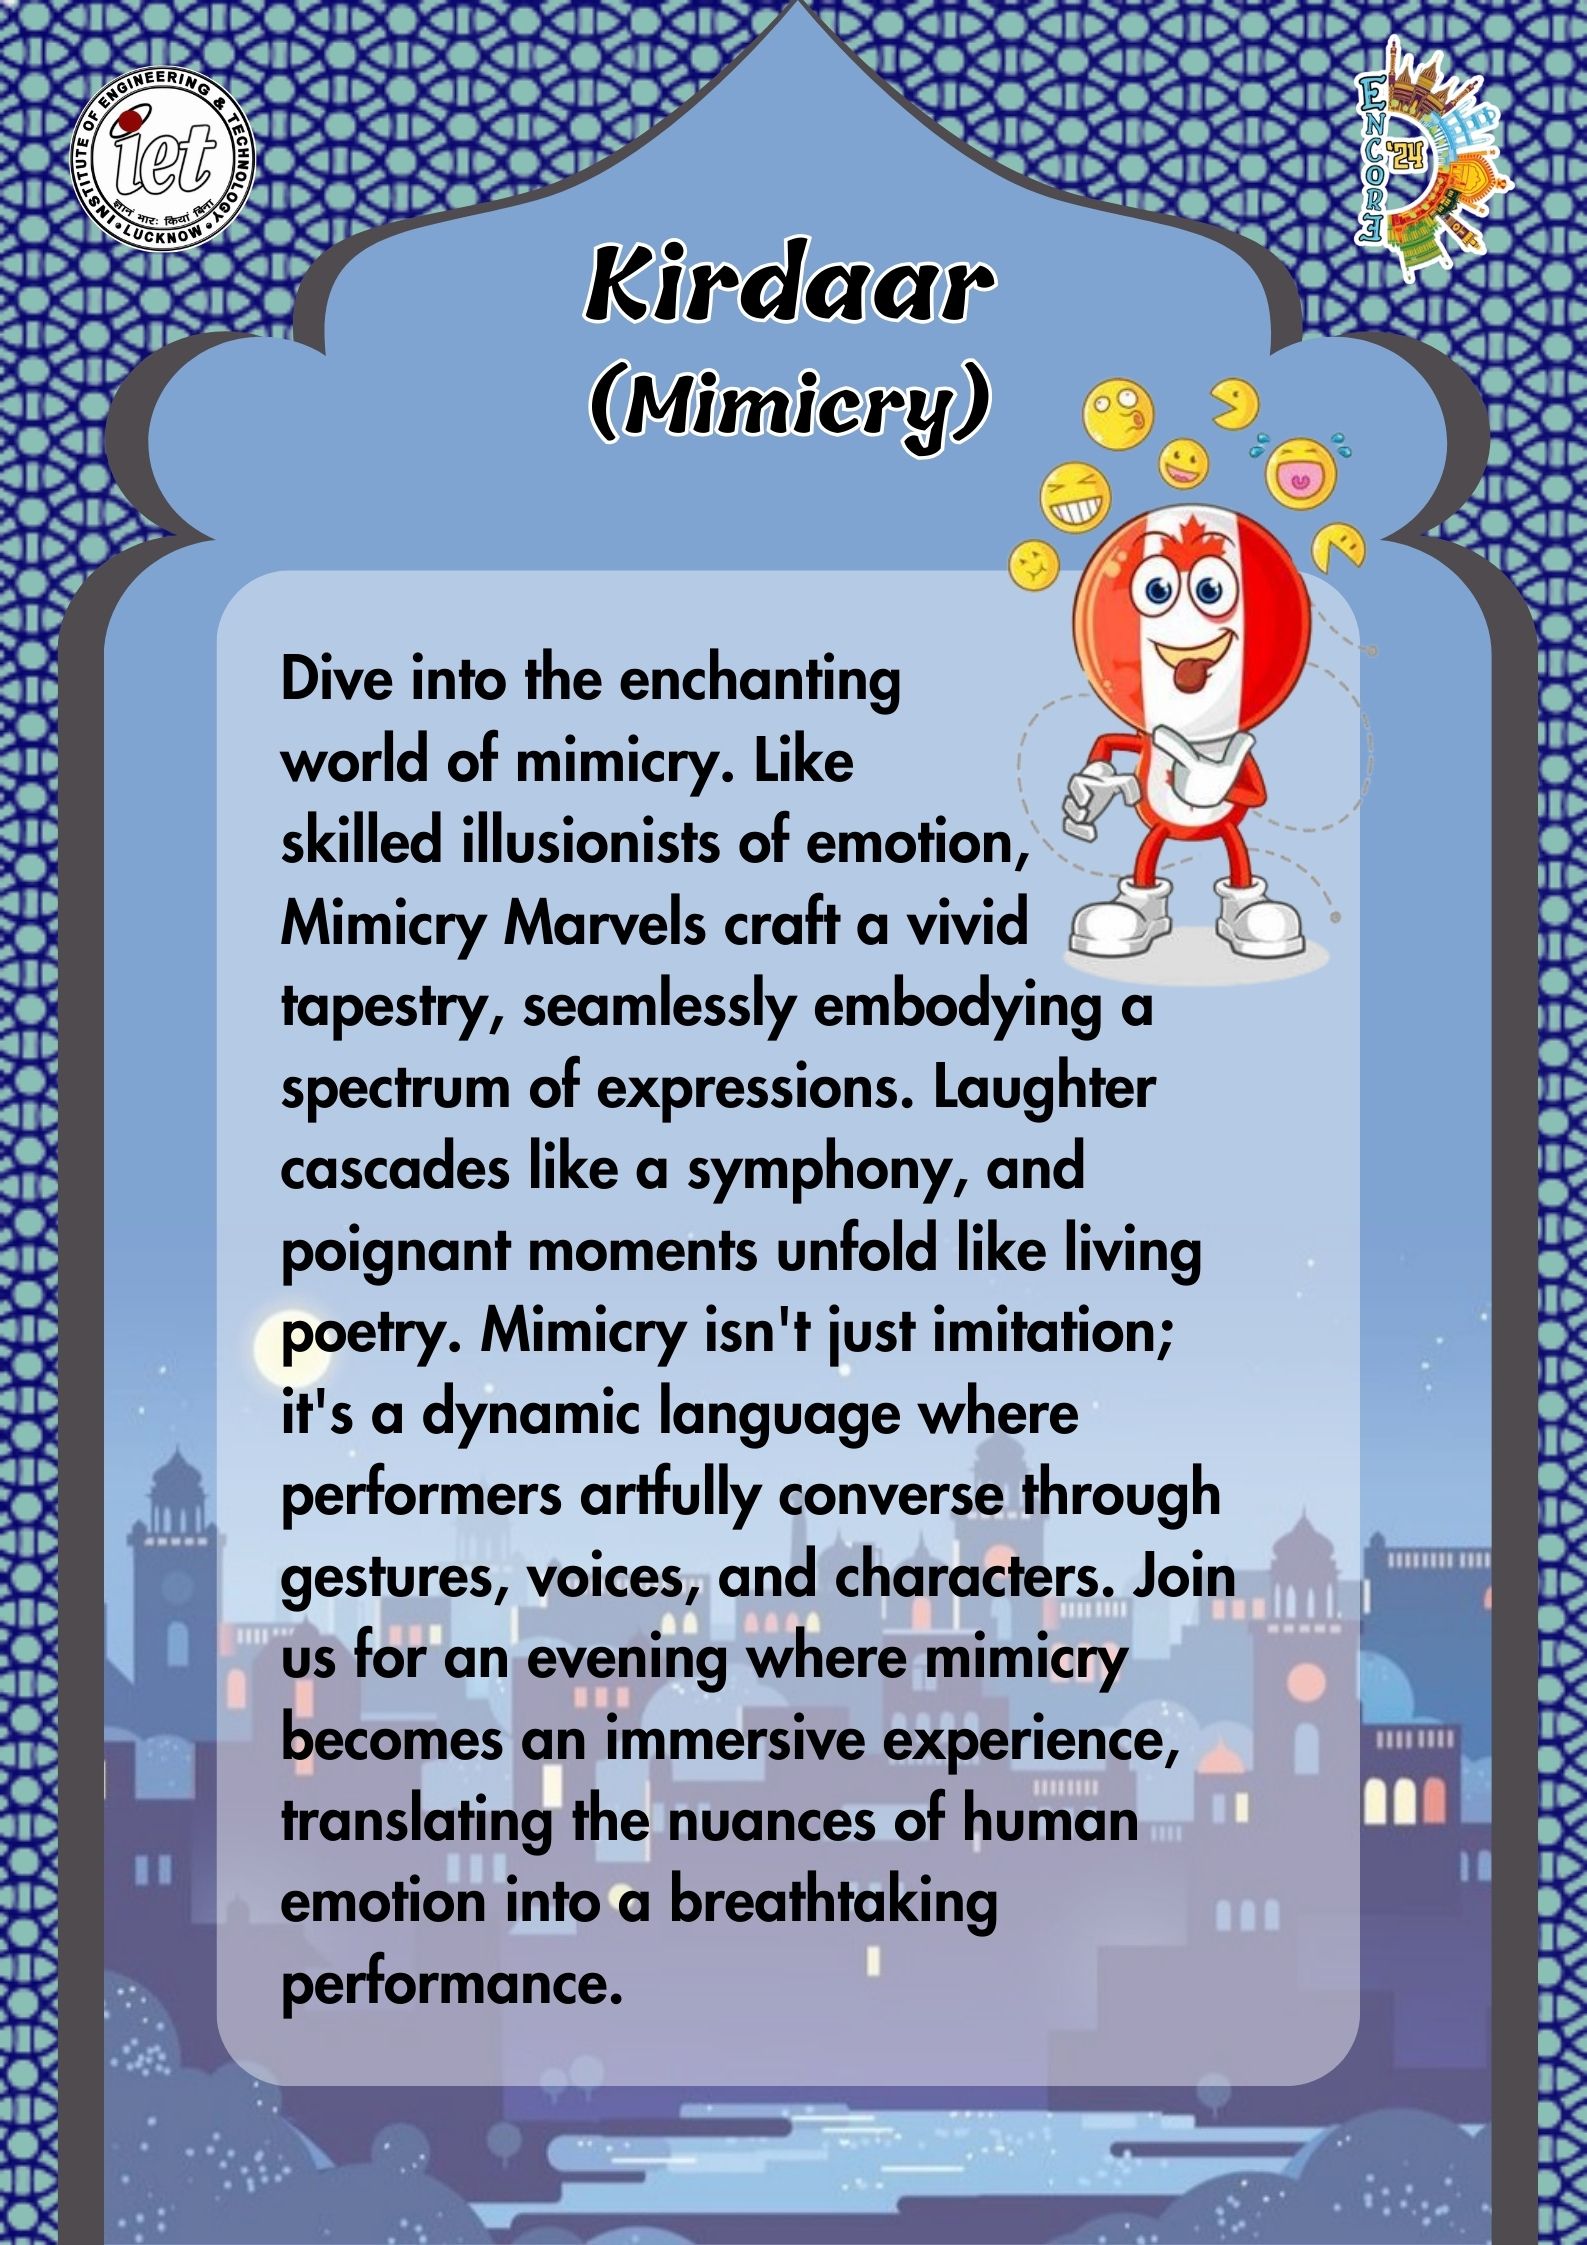 INSTITUTE OF ENGINEERING & TECHNOLOGY
iet
ज्ञानं भारः क्रियां विना
• LUCKNOW •
ENCORE
'24
Kirdaar
(Mimicry)
Dive into the enchanting
world of mimicry. Like
skilled illusionists of emotion,
Mimicry Marvels craft a vivid
tapestry, seamlessly embodying a
spectrum of expressions. Laughter
cascades like a symphony, and
poignant moments unfold like living
poetry. Mimicry isn't just imitation;
it's a dynamic language where
performers artfully converse through
gestures, voices, and characters. Join
us for an evening where mimicry
becomes an immersive experience,
translating the nuances of human
emotion into a breathtaking
performance.